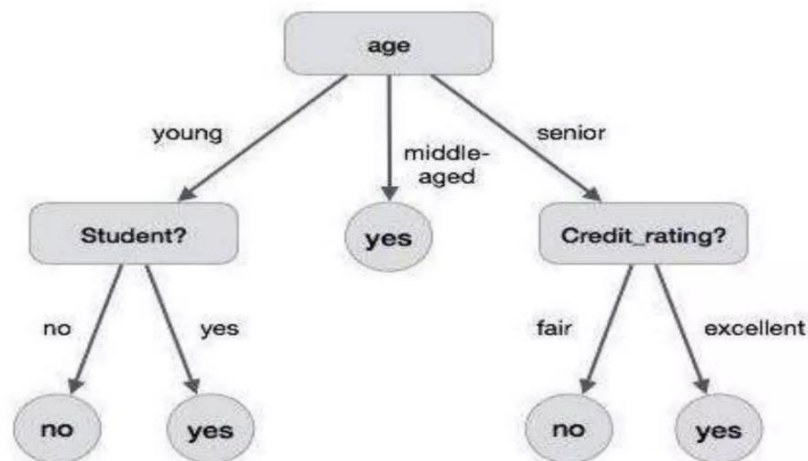 age
young
middle-
aged
senior
Student?
yes
Credit_rating?
no
yes
fair
excellent
no
yes
no
yes